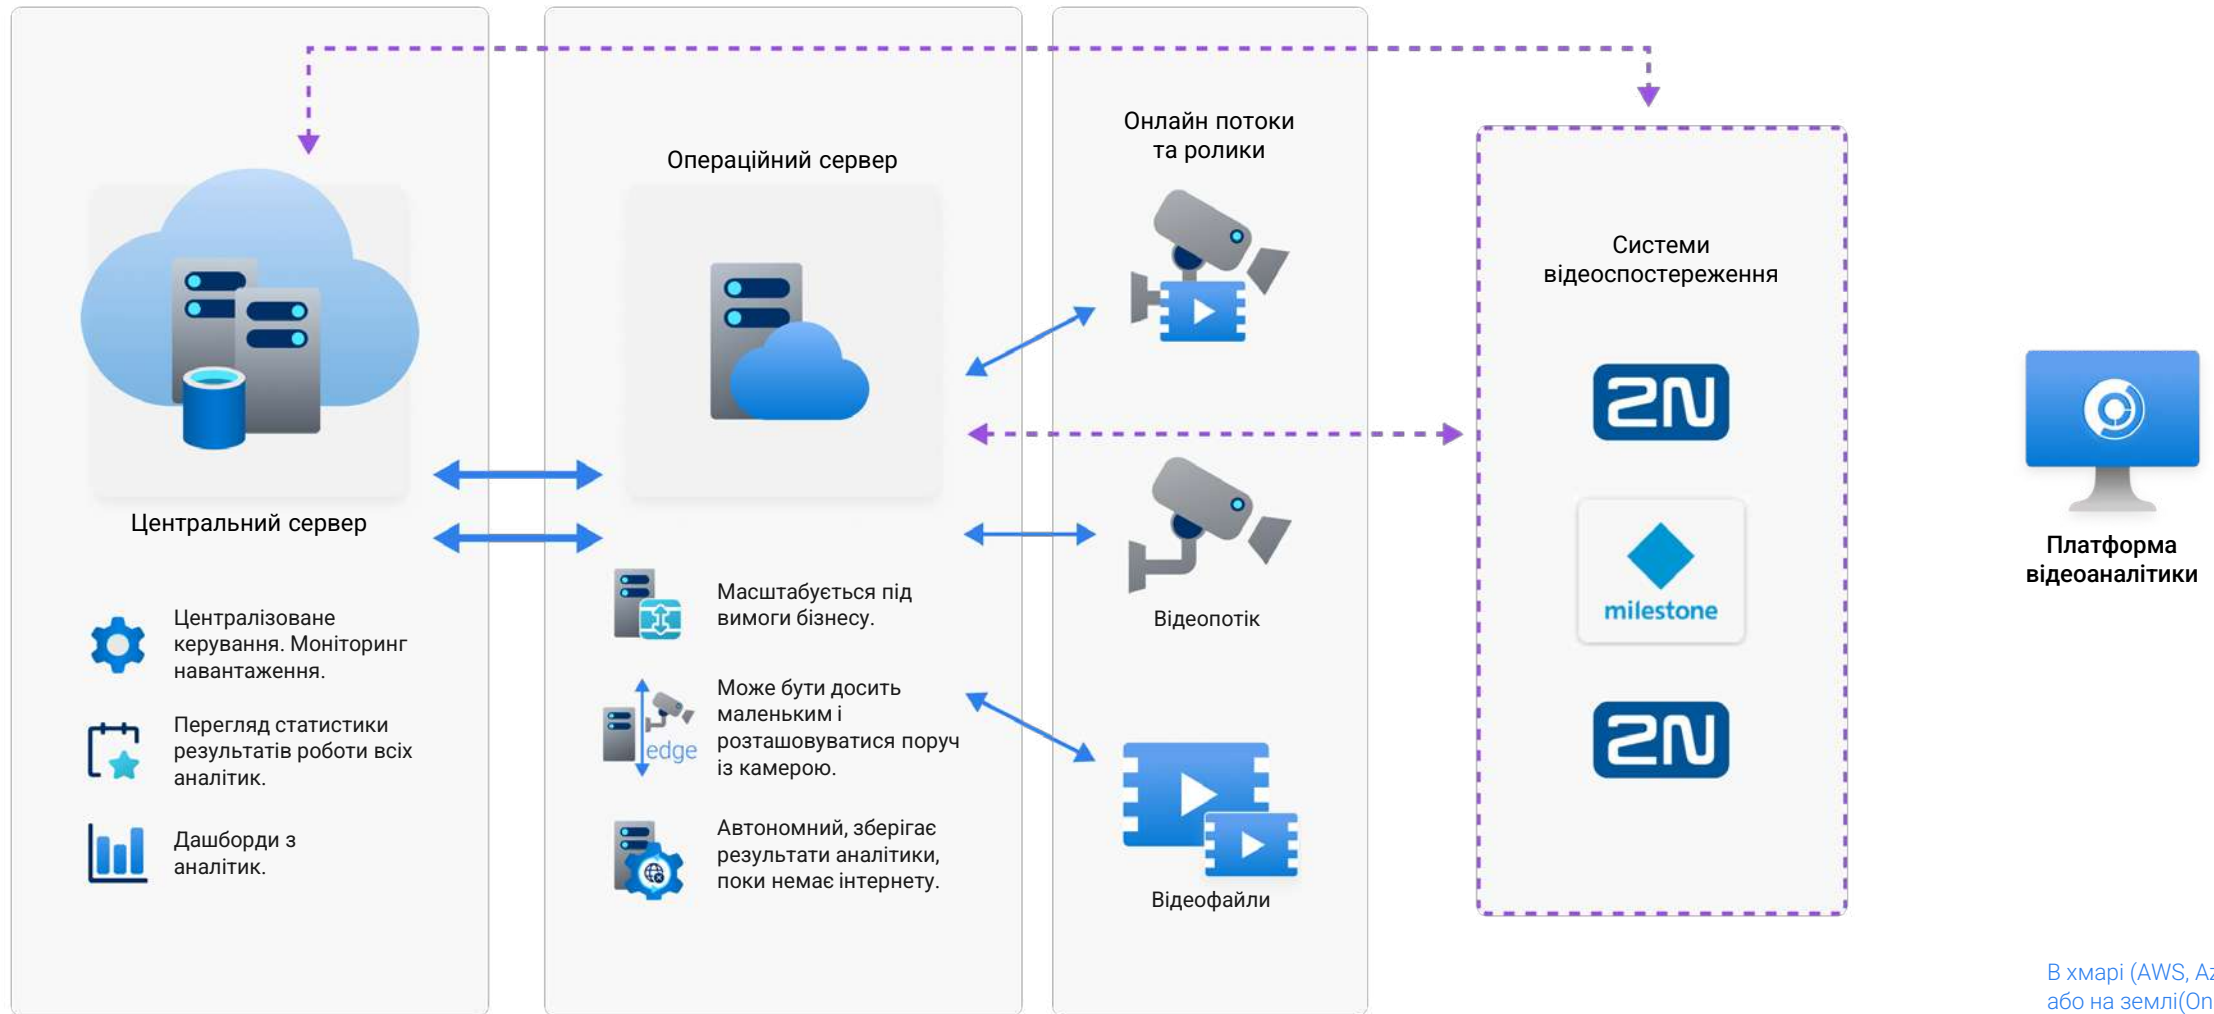 Центральний сервер
Централізоване
керування. Моніторинг
навантаження.
Перегляд статистики
результатів роботи всіх
аналітик.
Дашборди з
аналітик.
Операційний сервер
Масштабується під
вимоги бізнесу.
edge
Може бути досить
маленьким і
розташовуватися поруч
із камерою.
Автономний, зберігає
результати аналітики,
поки немає інтернету.
Онлайн потоки
та ролики
Відеопотік
Відеофайли
Системи
відеоспостереження
2N
milestone
2N
Платформа
відеоаналітики
В хмарі (AWS,
або на землі(On